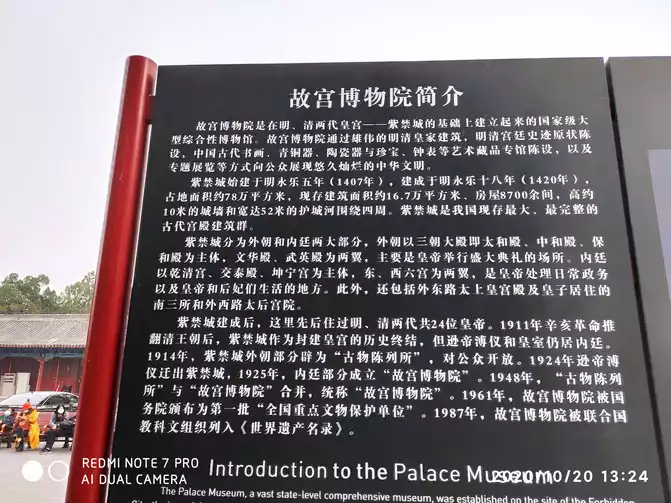 故宫博物院简介
故宫博物院是在明、清两代皇宫——紫禁城的基础上建立起来的国家级大
型综合性博物馆。故宫博物院通过雄伟的明清皇家建筑，明清宫廷史迹原状陈
设，中国古代书画、青铜器、陶瓷器与珍宝、钟表等艺术藏品专馆陈设，以及
专题展览等方式向公众展现悠久灿烂的中华文明。
紫禁城始建于明永乐五年（1407年），建成于明永乐十八年（1420年），
占地面积约78万平方米，现存建筑面积约16.7万平方米、房屋8700余间，高约
10米的城墙和宽达52米的护城河围绕四周。紫禁城是我国现存最大、最完整的
古代宫殿建筑群。
紫禁城分为外朝和内廷两大部分，外朝以三朝大殿即太和殿、中和殿、保
和殿为主体，文华殿、武英殿为两翼，主要是皇帝举行盛大典礼的场所。内廷
以乾清宫、交泰殿、坤宁宫为主体，东、西六宫为两翼，是皇帝处理日常政务
以及皇帝和后妃们生活的地方。此外，还包括外东路太上皇宫殿及皇子居住的
南三所和外西路太后宫院。
紫禁城建成后，这里先后住过明、清两代共24位皇帝。1911年辛亥革命推
翻清王朝后，紫禁城作为封建皇宫的历史终结，但逊帝溥仪和皇室仍居内廷。
1914年，紫禁城外朝部分辟为“古物陈列所”，对公众开放。1924年逊帝溥
仪迁出紫禁城，1925年，内廷部分成立“故宫博物院”。1948年，“古物陈列
所”与“故宫博物院”合并，统称“故宫博物院”。1961年，故宫博物院被国
务院颁布为第一批“全国重点文物保护单位”。1987年，故宫博物院被联合国
教科文组织列入《世界遗产名录》。
Introduction to the Palace Museum
The Palace Museum, a vast state-level comprehensive museum, was established on the site of the Forbidden
REDMI NOTE 7 PRO
AI DUAL CAMERA
2020/10/20 13:24